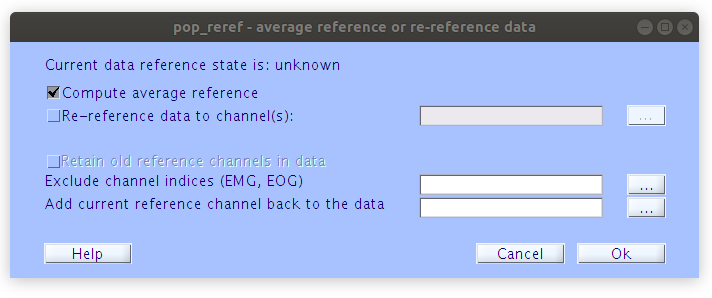 pop_reref - average reference or re-reference data
Current data reference state is: unknown
Compute average reference
Re-reference data to channel(s):
...
Retain old reference channels in data
Exclude channel indices (EMG, EOG)
...
Add current reference channel back to the data
...
Help Cancel Ok